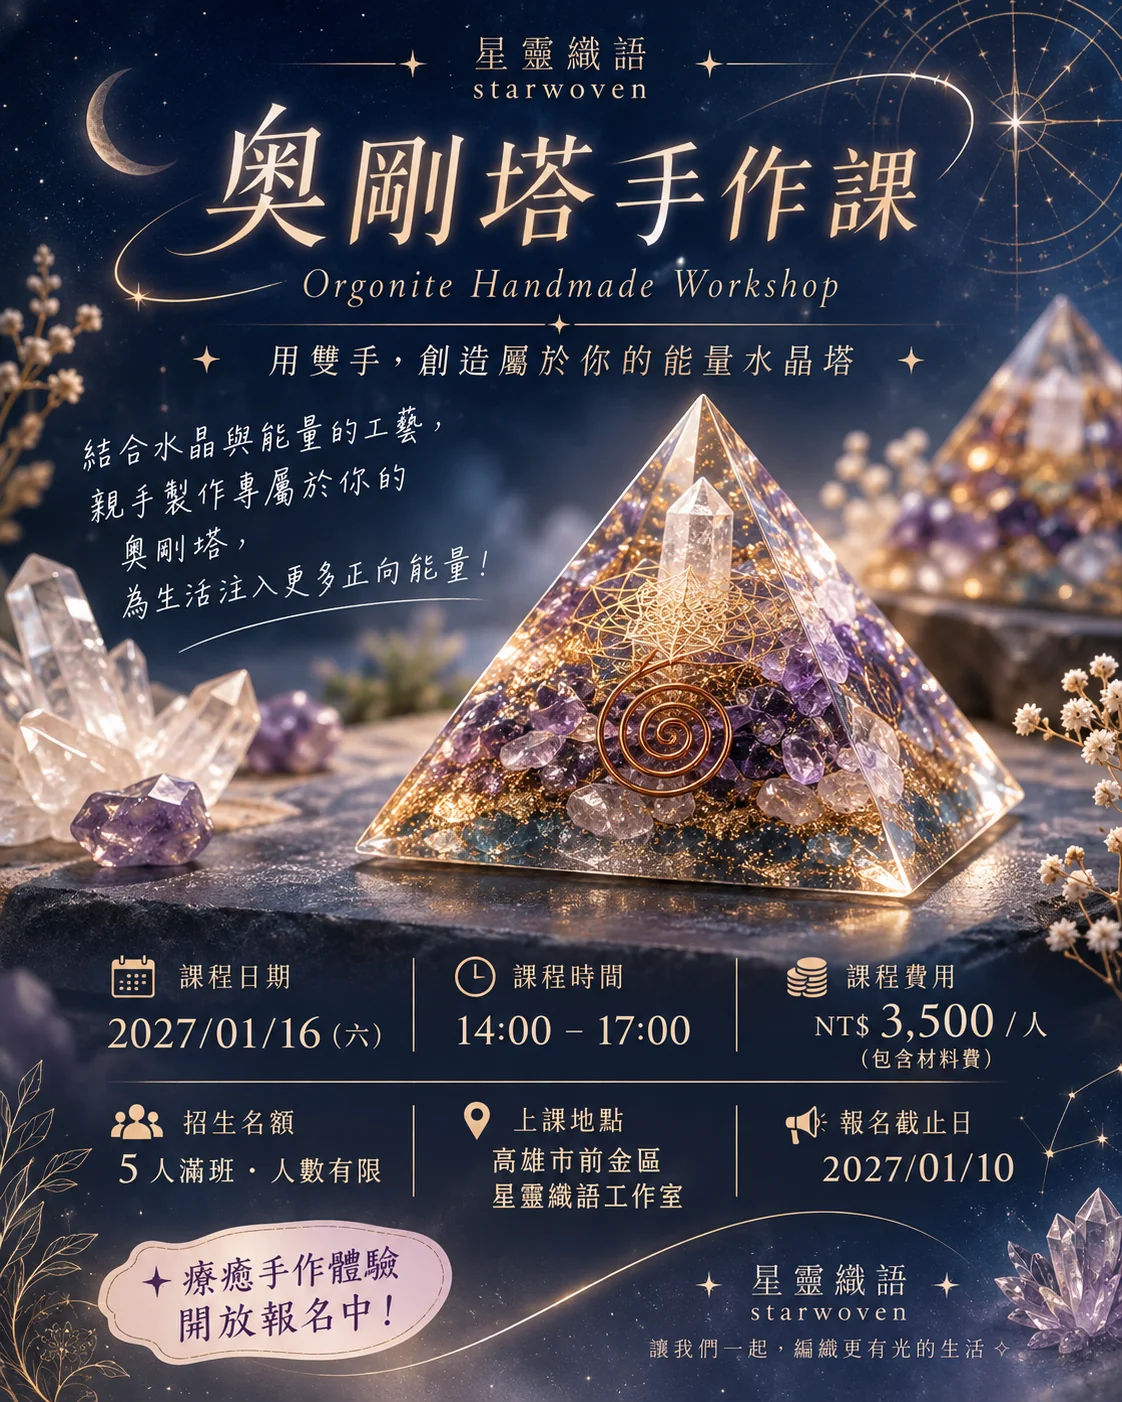 星靈織語
starwoven
奧剛塔手作課
Orgonite Handmade Workshop
用雙手，創造屬於你的能量水晶塔
結合水晶與能量的工藝，
親手製作專屬於你的
奧剛塔，
為生活注入更多正向能量！
課程日期
2027/01/16（六）
課程時間
14:00 – 17:00
課程費用
NT$ 3,500 / 人
（包含材料費）
招生名額
5 人滿班・人數有限
上課地點
高雄市前金區
星靈織語工作室
報名截止日
2027/01/10
療癒手作體驗
開放報名中！
星靈織語
starwoven
讓我們一起，編織更有光的生活